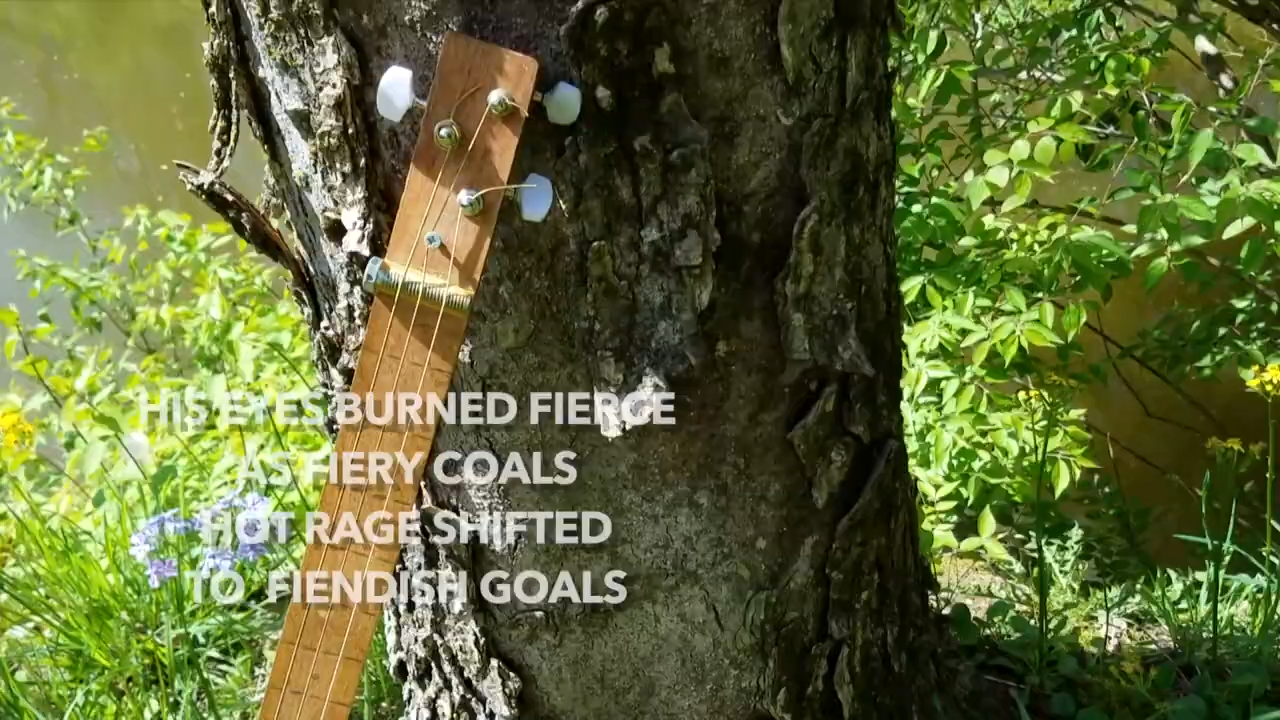 HIS EYES BURNED FIERCE
AS FIERY COALS
HOT RAGE SHIFTED
TO FIENDISH GOALS